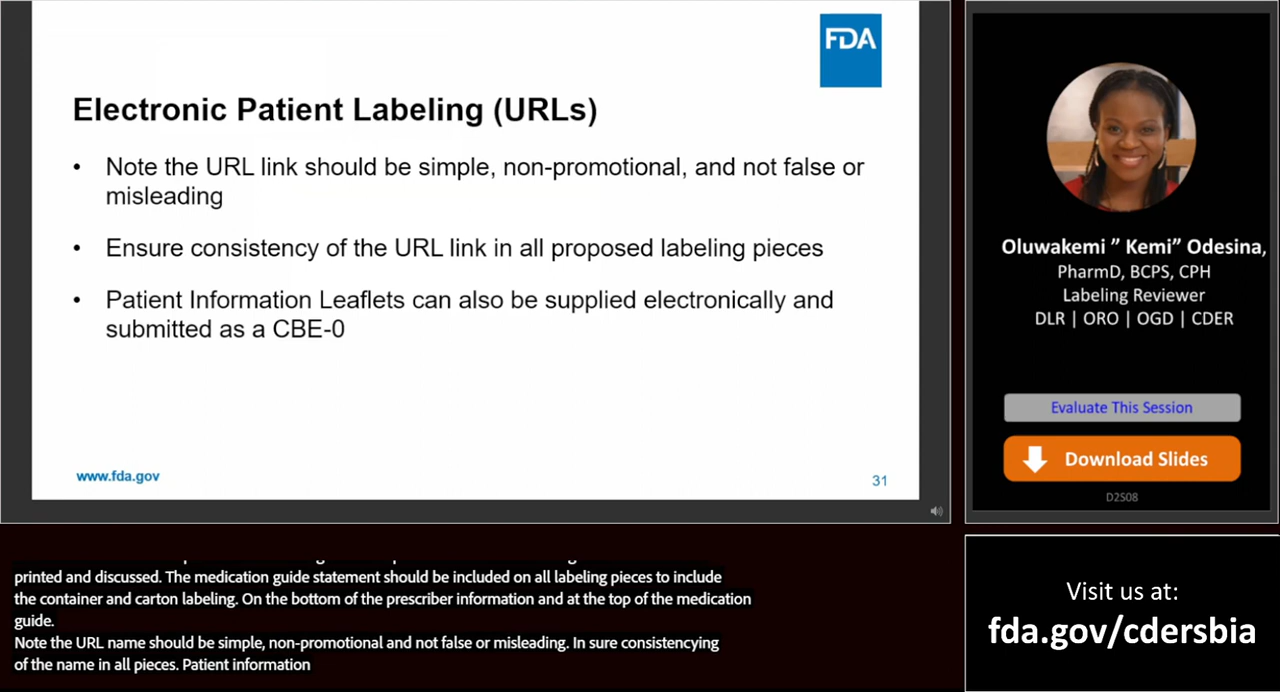 FDA
Electronic Patient Labeling (URLs)
• Note the URL link should be simple, non-promotional, and not false or
misleading
• Ensure consistency of the URL link in all proposed labeling pieces
• Patient Information Leaflets can also be supplied electronically and
submitted as a CBE-0
www.fda.gov
31
Oluwakemi ” Kemi” Odesina,
PharmD, BCPS, CPH
Labeling Reviewer
DLR | ORO | OGD | CDER
Evaluate This Session
Download Slides
D2S08
printed and discussed. The medication guide statement should be included on all labeling pieces to include
the container and carton labeling. On the bottom of the prescriber information and at the top of the medication
guide.
Note the URL name should be simple, non-promotional and not false or misleading. In sure consistencying
of the name in all pieces. Patient information
Visit us at:
fda.gov/cdersbia